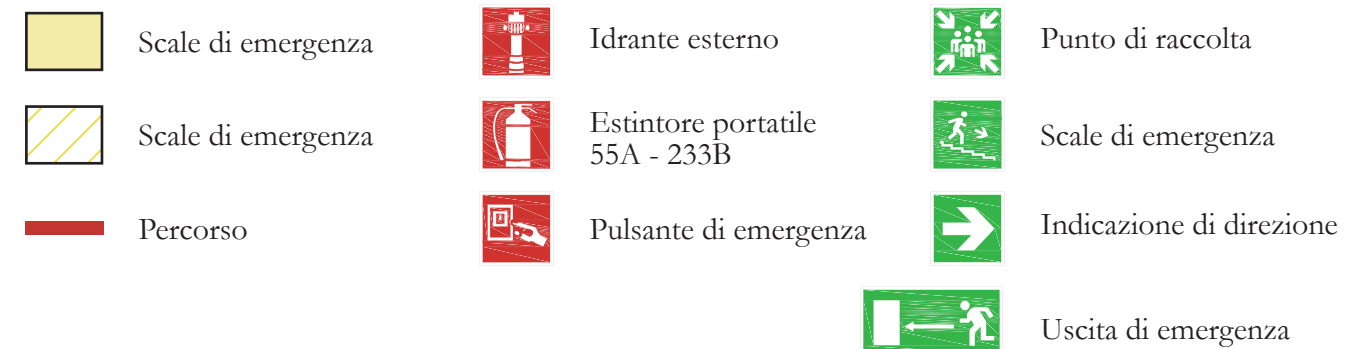 Scale di emergenza
Scale di emergenza
Percorso
Idrante esterno
Estintore portatile
55A - 233B
Pulsante di emergenza
Punto di raccolta
Scale di emergenza
Indicazione di direzione
Uscita di emergenza